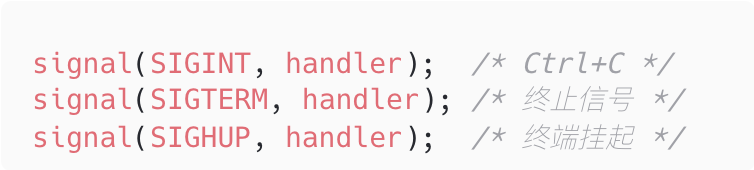 signal(SIGINT, handler);  /* Ctrl+C */
signal(SIGTERM, handler); /* 终止信号 */
signal(SIGHUP, handler);  /* 终端挂起 */